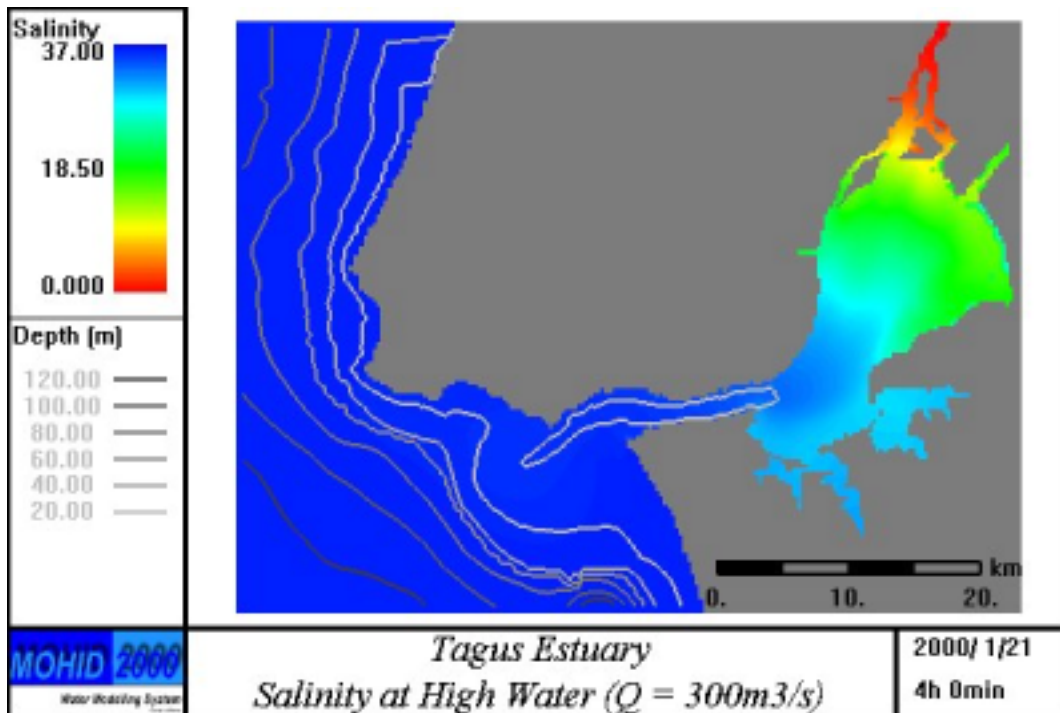 Salinity
37.00
18.50
0.000
Depth (m)
120.00
100.00
80.00
60.00
40.00
20.00
km
0. 10. 20.
MOHID 2000
Water Modelling System
Tagus Estuary
Salinity at High Water (Q = 300m3/s)
2000/ 1/21
4h 0min